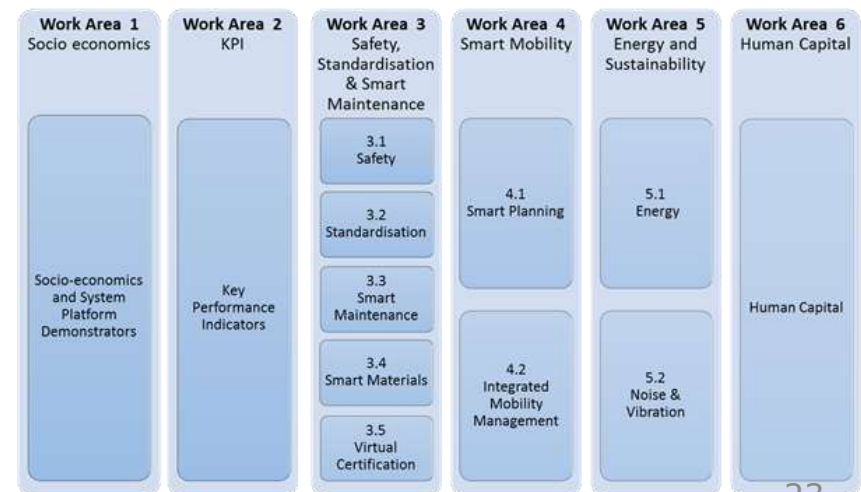 Work Area 1
Socio economics
Socio-economics
and System
Platform
Demonstrators
Work Area 2
KPI
Key
Performance
Indicators
Work Area 3
Safety,
Standardisation
& Smart
Maintenance
3.1
Safety
3.2
Standardisation
3.3
Smart
Maintenance
3.4
Smart Materials
3.5
Virtual
Certification
Work Area 4
Smart Mobility
4.1
Smart Planning
4.2
Integrated
Mobility
Management
Work Area 5
Energy and
Sustainability
5.1
Energy
5.2
Noise &
Vibration
Work Area 6
Human Capital
Human Capital